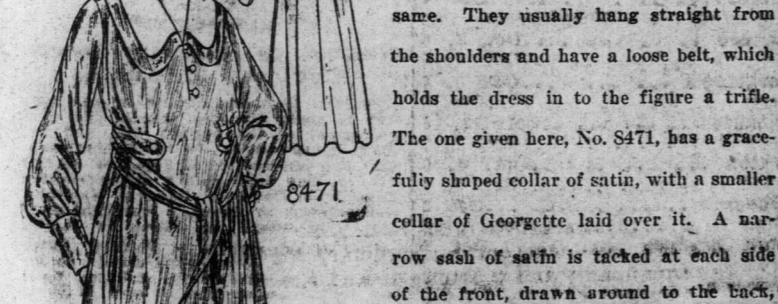 same. They usually hang straight from
the shoulders and have a loose belt, which
holds the dress in to the figure a trifle.
The one given here, No. 8471, has a grace-
fully shaped collar of satin, with a smaller
collar of Georgette laid over it. A nar-
row sash of satin is tacked at each side
of the front, drawn around to the back,
8471